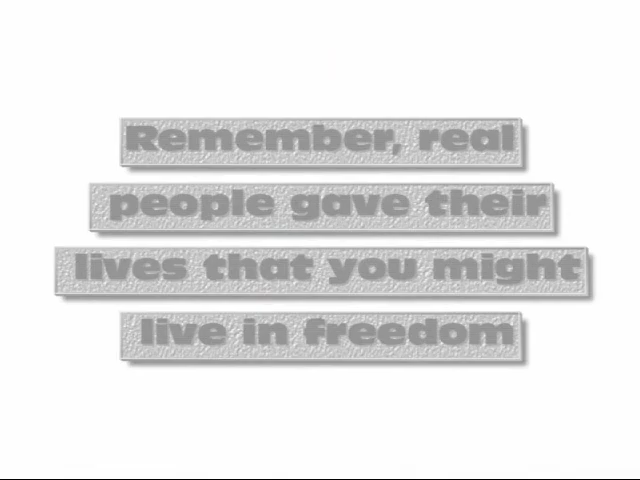 Remember, real
people gave their
lives that you might
live in freedom